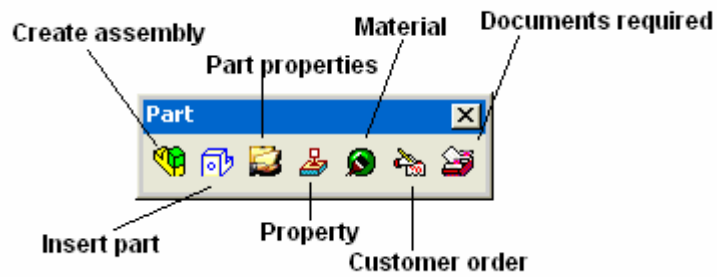 Create assembly
Material
Documents required
Part properties
Part
Insert part
Property
Customer order